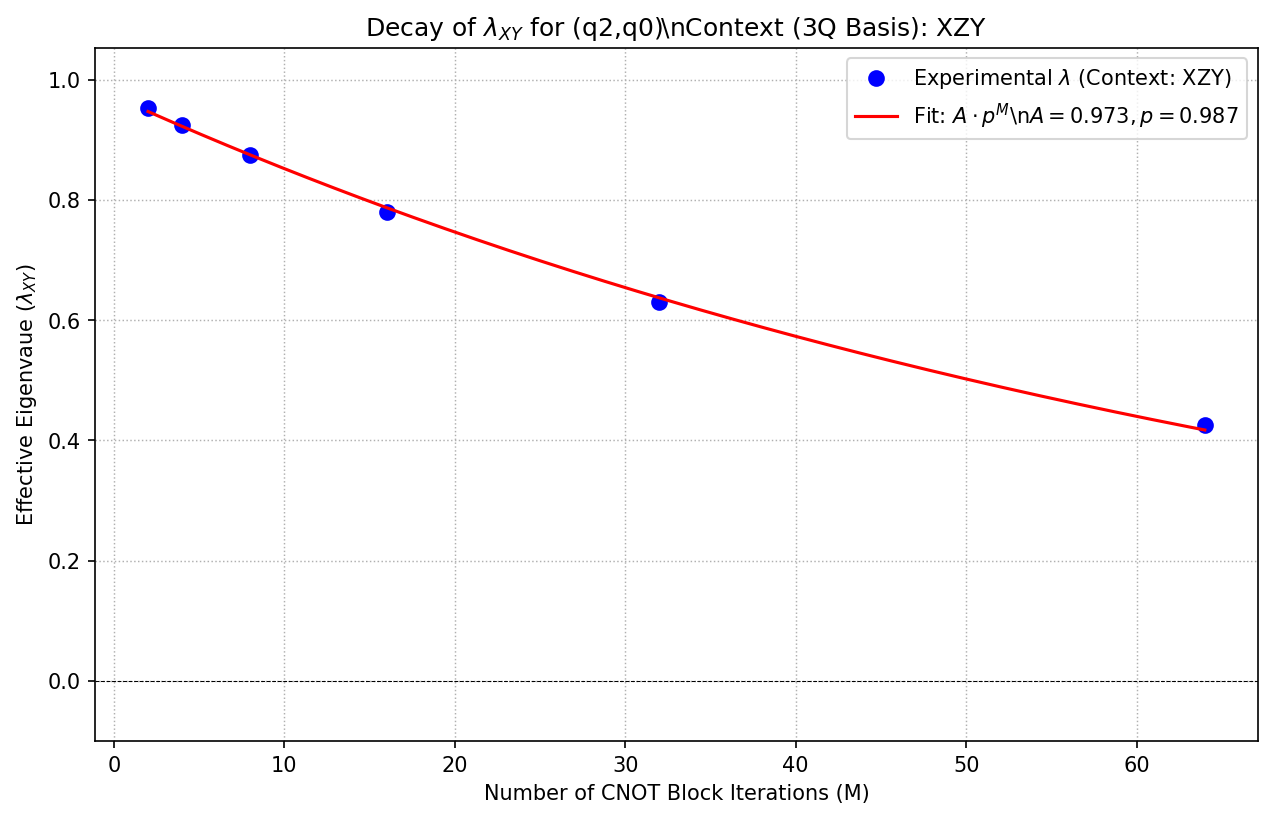 Decay of λ_XY for (q2,q0)\nContext (3Q Basis): XZY
Experimental λ (Context: XZY)
Fit: A · p^M\nA = 0.973, p = 0.987
1.0
0.8
0.6
0.4
0.2
0.0
Effective Eigenvaue (λ_XY)
0 10 20 30 40 50 60
Number of CNOT Block Iterations (M)